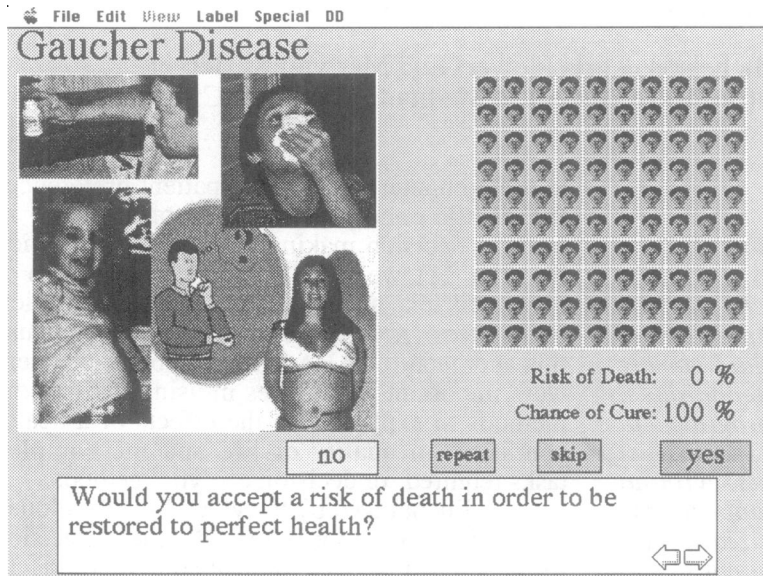 File Edit View Label Special DD
Gaucher Disease
Risk of Death: 0 %
Chance of Cure: 100 %
no repeat skip yes
Would you accept a risk of death in order to be
restored to perfect health?